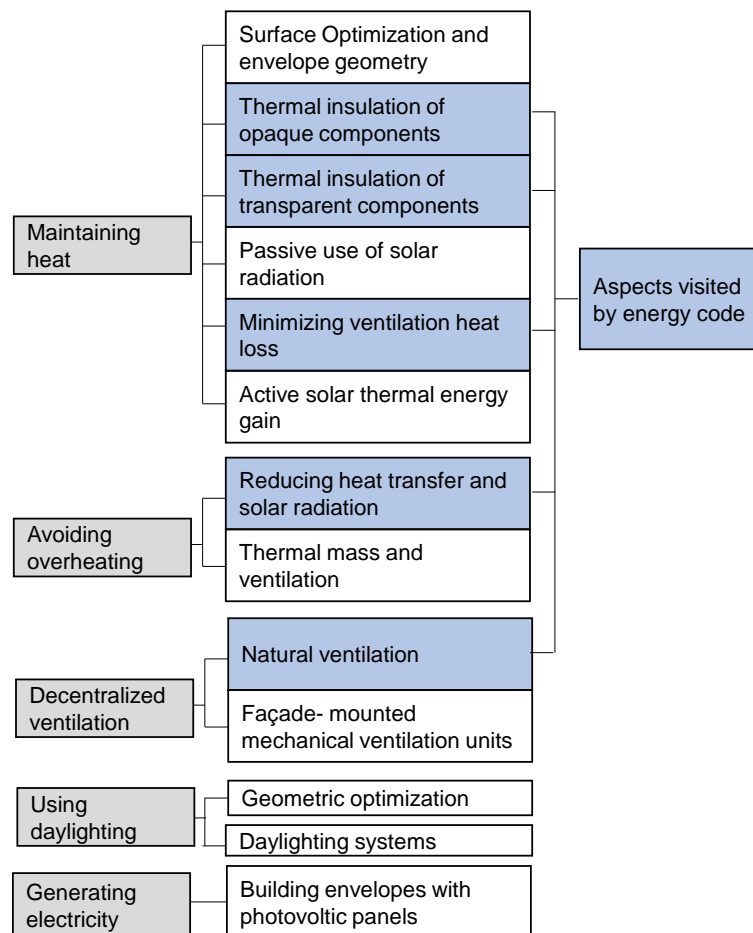 Surface Optimization and
envelope geometry
Thermal insulation of
opaque components
Thermal insulation of
transparent components
Maintaining
heat
Passive use of solar
radiation
Aspects visited
by energy code
Minimizing ventilation heat
loss
Active solar thermal energy
gain
Reducing heat transfer and
solar radiation
Avoiding
overheating
Thermal mass and
ventilation
Natural ventilation
Decentralized
ventilation
Façade- mounted
mechanical ventilation units
Using
daylighting
Geometric optimization
Daylighting systems
Generating
electricity
Building envelopes with
photovoltic panels